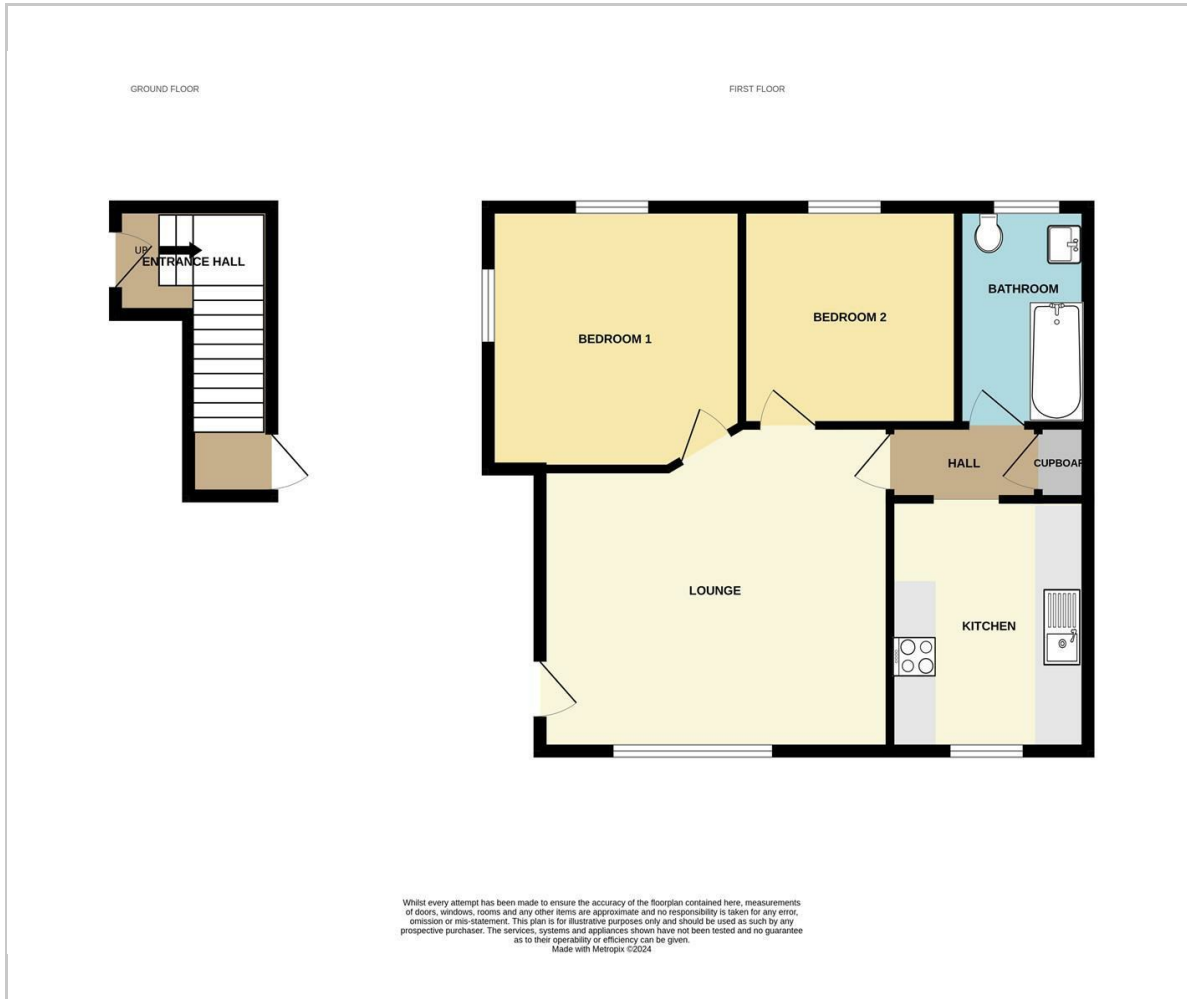 GROUND FLOOR
FIRST FLOOR
UP
ENTRANCE HALL
BEDROOM 1
BEDROOM 2
BATHROOM
HALL
CUPBOAR
LOUNGE
KITCHEN
Whilst every attempt has been made to ensure the accuracy of the floorplan contained here, measurements
of doors, windows, rooms and any other items are approximate and no responsibility is taken for any error,
omission or mis-statement. This plan is for illustrative purposes only and should be used as such by any
prospective purchaser. The services, systems and appliances shown have not been tested and no guarantee
as to their operability or efficiency can be given.
Made with Metropix ©2024